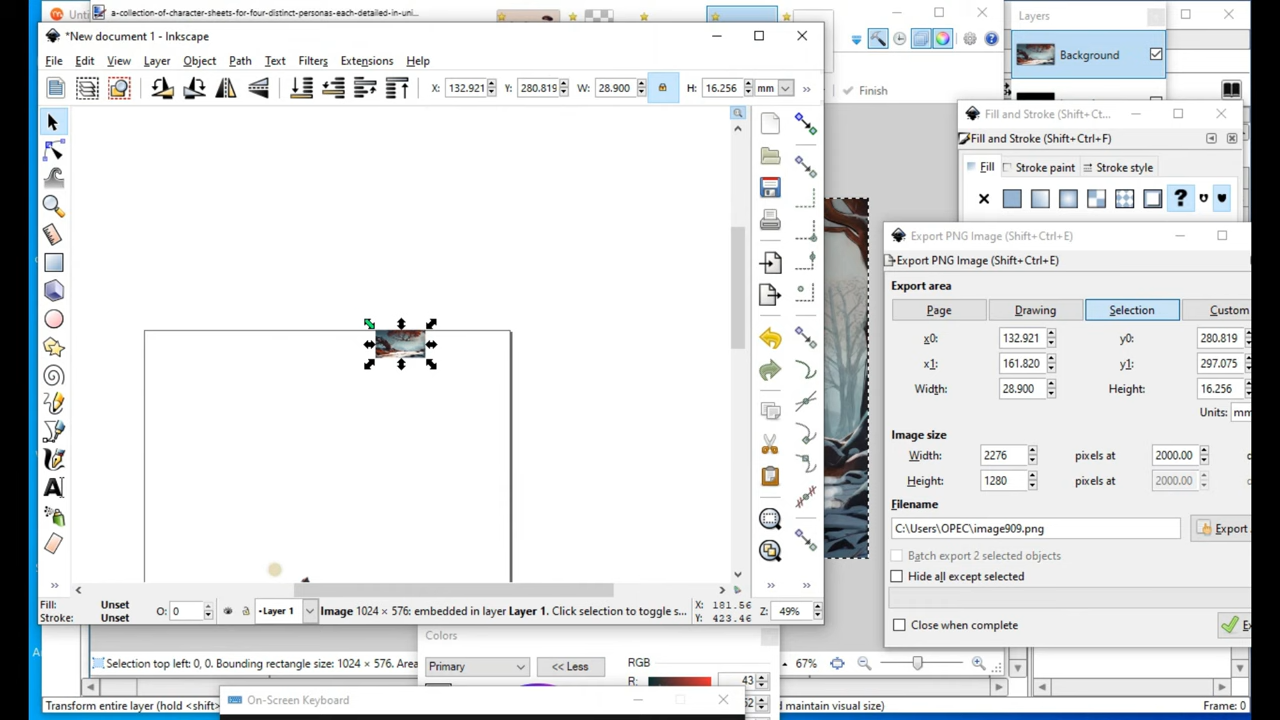 Unti
a-collection-of-character-sheets-for-four-distinct-personas-each-detailed-in-uni...
*New document 1 - Inkscape
File Edit View Layer Object Path Text Filters Extensions Help
X: 132.921 Y: 280.819 W: 28.900 H: 16.256 mm
Finish
Layers
Background
Fill and Stroke (Shift+Ct...
Fill and Stroke (Shift+Ctrl+F)
Fill Stroke paint Stroke style
Export PNG Image (Shift+Ctrl+E)
Export PNG Image (Shift+Ctrl+E)
Export area
Page Drawing Selection Custom
x0: 132.921 y0: 280.819
x1: 161.820 y1: 297.075
Width: 28.900 Height: 16.256
Units: mm
Image size
Width: 2276 pixels at 2000.00
Height: 1280 pixels at 2000.00
Filename
C:\Users\OPEC\image909.png Export
Batch export 2 selected objects
Hide all except selected
Close when complete
Fill: Unset
Stroke: Unset
O: 0
Layer 1
Image 1024 × 576: embedded in layer Layer 1. Click selection to toggle s...
X: 181.56
Y: 423.46
Z: 49%
Colors
Primary << Less RGB
R: 43
Selection top left: 0, 0. Bounding rectangle size: 1024 × 576. Area
67%
On-Screen Keyboard
Transform entire layer (hold <shift>
nd maintain visual size)
Frame: 0